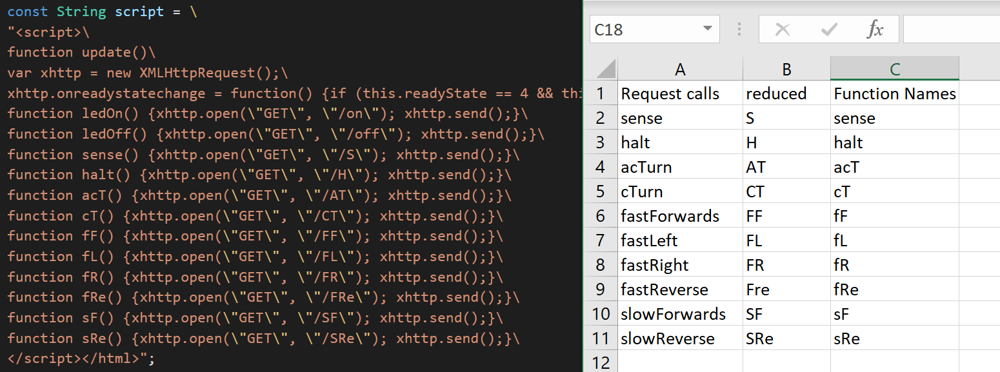 const String script = \
"<script>\
function update()\
var xhttp = new XMLHttpRequest();\
xhttp.onreadystatechange = function() {if (this.readyState == 4 && thi
function ledOn() {xhttp.open(\"GET\", \"/on\"); xhttp.send();}\
function ledOff() {xhttp.open(\"GET\", \"/off\"); xhttp.send();}\
function sense() {xhttp.open(\"GET\", \"/S\"); xhttp.send();}\
function halt() {xhttp.open(\"GET\", \"/H\"); xhttp.send();}\
function acT() {xhttp.open(\"GET\", \"/AT\"); xhttp.send();}\
function cT() {xhttp.open(\"GET\", \"/CT\"); xhttp.send();}\
function fF() {xhttp.open(\"GET\", \"/FF\"); xhttp.send();}\
function fL() {xhttp.open(\"GET\", \"/FL\"); xhttp.send();}\
function fR() {xhttp.open(\"GET\", \"/FR\"); xhttp.send();}\
function fRe() {xhttp.open(\"GET\", \"/FRe\"); xhttp.send();}\
function sF() {xhttp.open(\"GET\", \"/SF\"); xhttp.send();}\
function sRe() {xhttp.open(\"GET\", \"/SRe\"); xhttp.send();}\
</script></html>";
C18 fx
A B C
1 Request calls reduced Function Names
2 sense S sense
3 halt H halt
4 acTurn AT acT
5 cTurn CT cT
6 fastForwards FF fF
7 fastLeft FL fL
8 fastRight FR fR
9 fastReverse Fre fRe
10 slowForwards SF sF
11 slowReverse SRe sRe
12